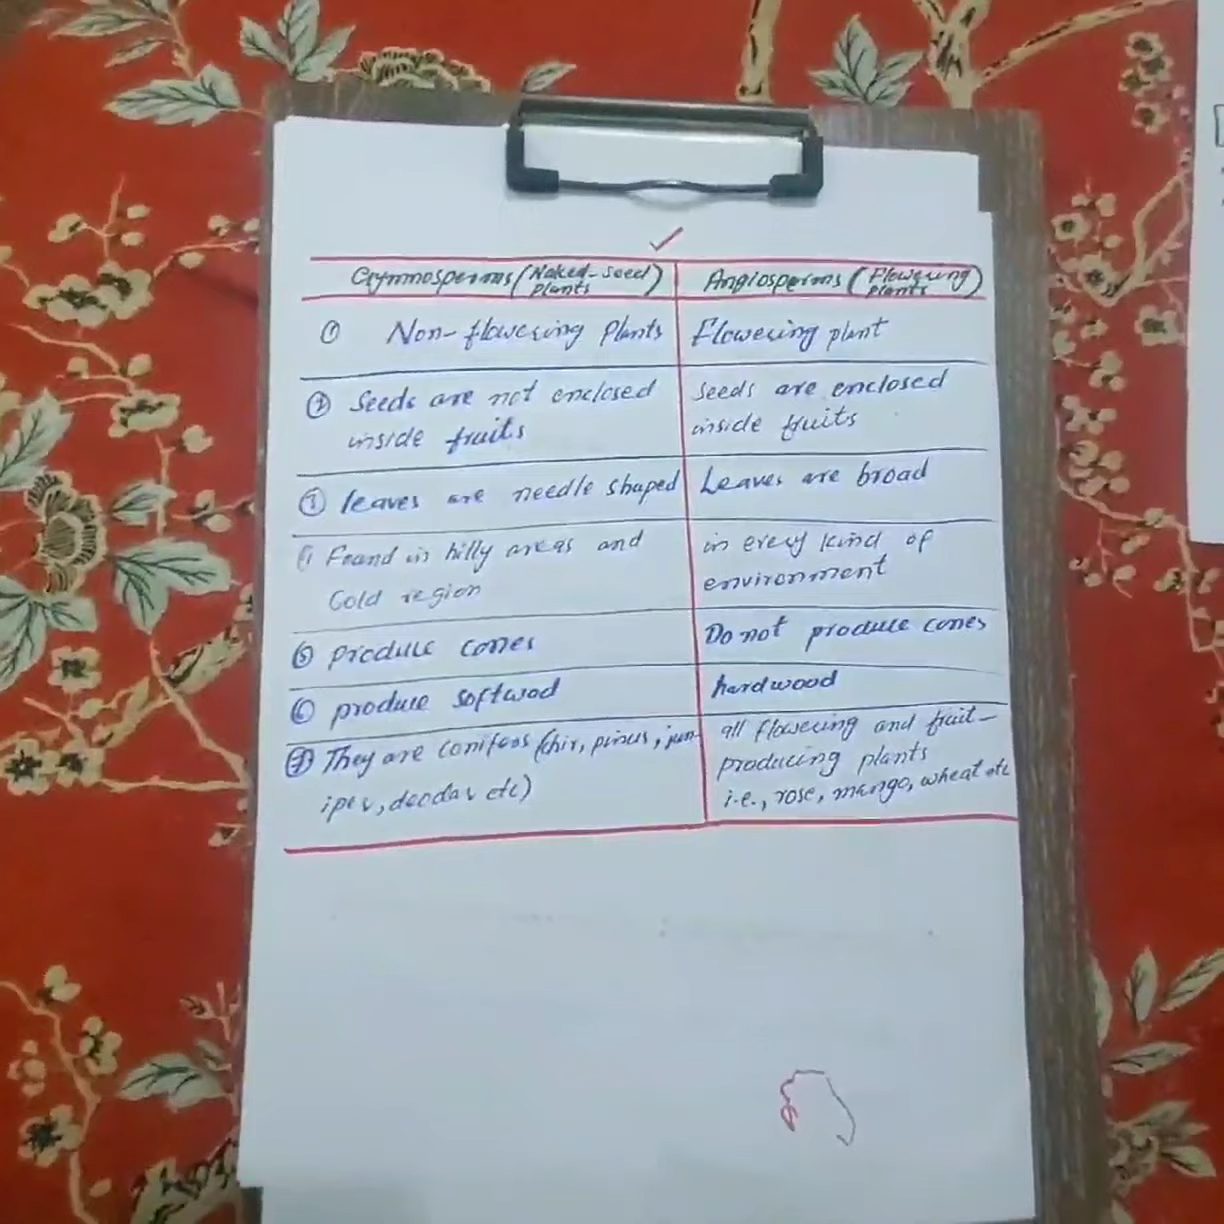 Gymnosperms (Naked-seed plants) Angiosperms (Flowering plants)
① Non-flowering Plants Flowering plant
② Seeds are not enclosed seeds are enclosed
inside fruits inside fruits
③ leaves are needle shaped Leaves are broad
Found in hilly areas and in every kind of
Cold region environment
⑤ produce cones Do not produce cones
⑥ produce softwood hardwood
⑦ They are conifers (chir, pinus, jun- all flowering and fruit-
iper, deodar etc) producing plants
i.e., rose, mango, wheat etc